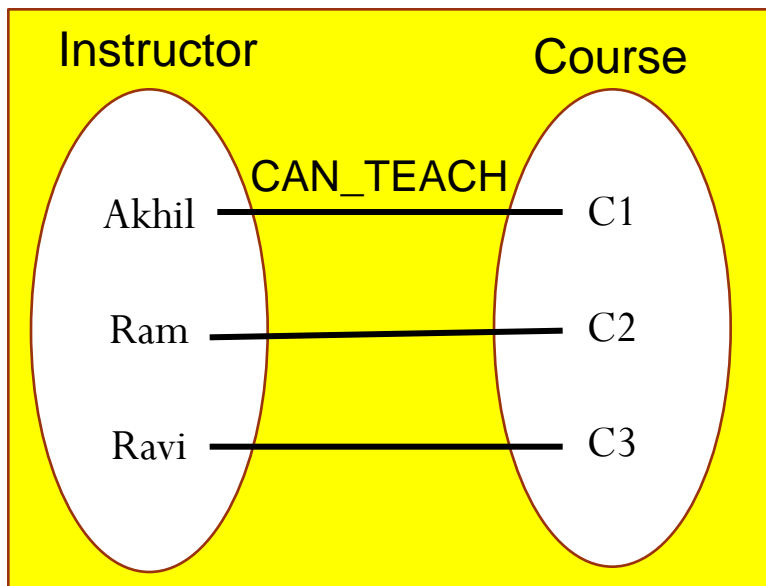 Instructor
Course
CAN_TEACH
Akhil
C1
Ram
C2
Ravi
C3